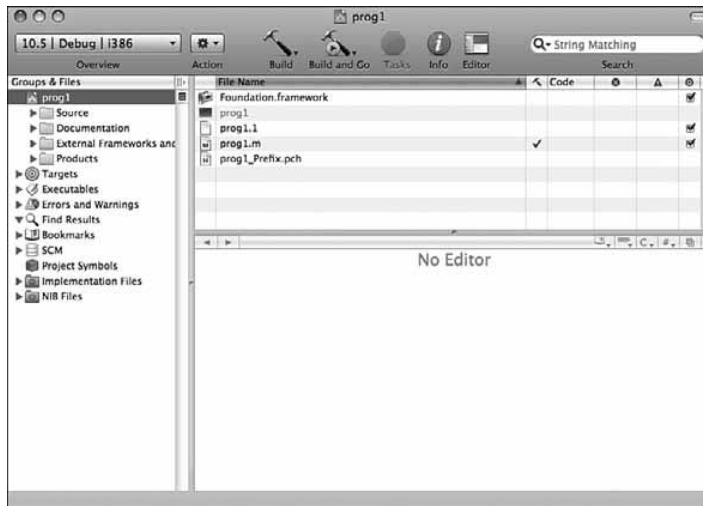 prog1
10.5 | Debug | i386
String Matching
Overview
Action
Build
Build and Go
Tasks
Info
Editor
Search
Groups & Files
File Name
Code
prog1
Source
Documentation
External Frameworks and
Products
Targets
Executables
Errors and Warnings
Find Results
Bookmarks
SCM
Project Symbols
Implementation Files
NIB Files
Foundation.framework
prog1
prog1.1
prog1.m
prog1_Prefix.pch
C
#
No Editor